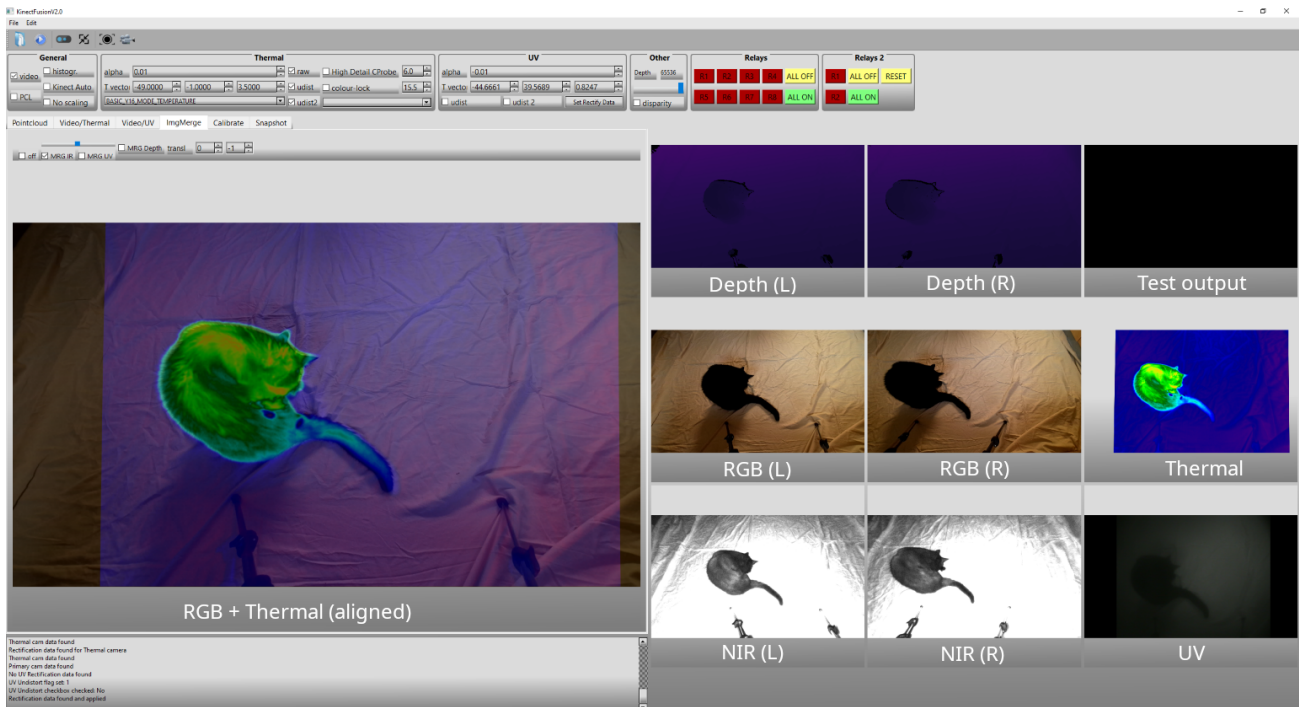 KinectFusionV2.0
File Edit
General Thermal UV Other Relays Relays 2
video histogr. alpha 0.01 raw High Detail CProbe 6.0 alpha -0.01 Depth 65536 R1 R2 R3 R4 ALL OFF R1 ALL OFF RESET
Kinect Auto T.vector -49.0000 -1.0000 3.5000 udist colour-lock 15.5 T.vector -44.6661 39.5689 0.8247
PCL No scaling BASIC_Y16_MODE_TEMPERATURE udist2 udist udist 2 Set Rectify Data disparity R5 R6 R7 R8 ALL ON R2 ALL ON
Pointcloud Video/Thermal Video/UV ImgMerge Calibrate Snapshot
off MRG IR MRG UV MRG Depth transl. 0 -1
Depth (L) Depth (R) Test output
RGB (L) RGB (R) Thermal
RGB + Thermal (aligned)
NIR (L) NIR (R) UV
Thermal cam data found
Rectification data found for Thermal camera
Thermal cam data found
Primary cam data found
No UV Rectification data found
UV Undistort flag set: 1
UV Undistort checkbox checked: No
Rectification data found and applied